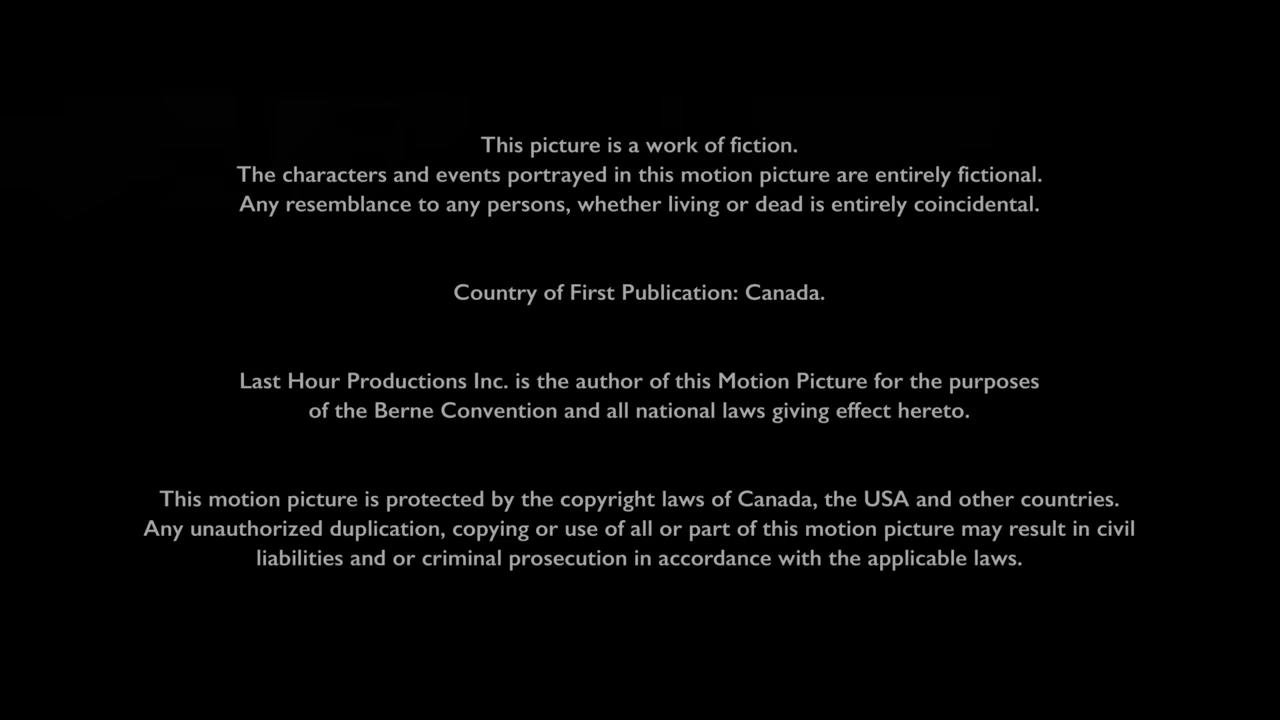 This picture is a work of fiction.
The characters and events portrayed in this motion picture are entirely fictional.
Any resemblance to any persons, whether living or dead is entirely coincidental.
Country of First Publication: Canada.
Last Hour Productions Inc. is the author of this Motion Picture for the purposes
of the Berne Convention and all national laws giving effect hereto.
This motion picture is protected by the copyright laws of Canada, the USA and other countries.
Any unauthorized duplication, copying or use of all or part of this motion picture may result in civil
liabilities and or criminal prosecution in accordance with the applicable laws.